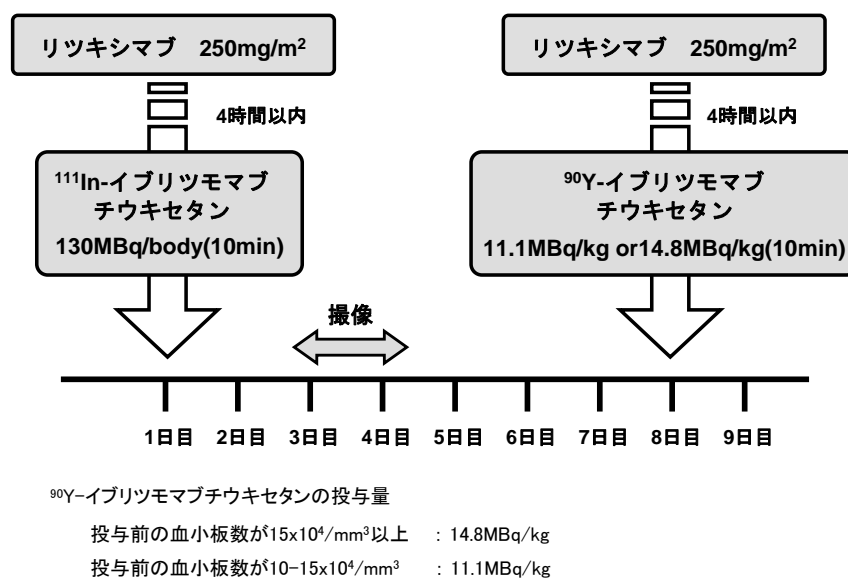 リツキシマブ 250mg/m²
リツキシマブ 250mg/m²
4時間以内
4時間以内
¹¹¹In-イブリツモマブ
チウキセタン
130MBq/body(10min)
⁹⁰Y-イブリツモマブ
チウキセタン
11.1MBq/kg or14.8MBq/kg(10min)
撮像
1日目 2日目 3日目 4日目 5日目 6日目 7日目 8日目 9日目
⁹⁰Y-イブリツモマブチウキセタンの投与量
投与前の血小板数が15x10⁴/mm³以上 : 14.8MBq/kg
投与前の血小板数が10-15x10⁴/mm³ : 11.1MBq/kg